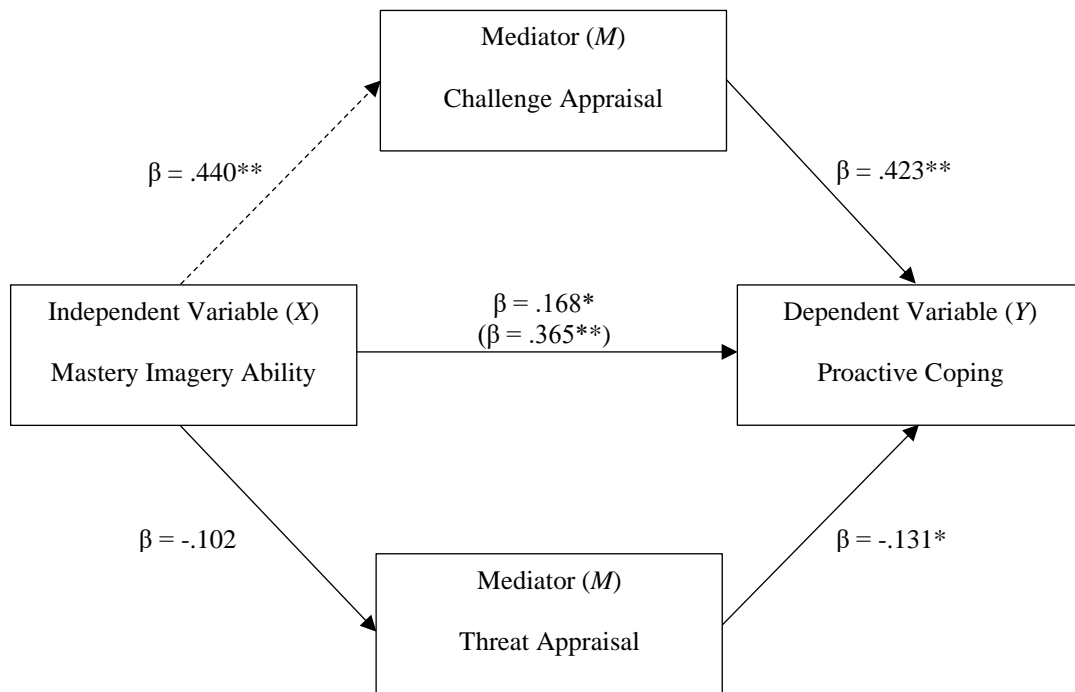 Mediator (M)
Challenge Appraisal
β = .440**
β = .423**
Independent Variable (X)
Mastery Imagery Ability
β = .168*
(β = .365**)
Dependent Variable (Y)
Proactive Coping
β = -.102
β = -.131*
Mediator (M)
Threat Appraisal